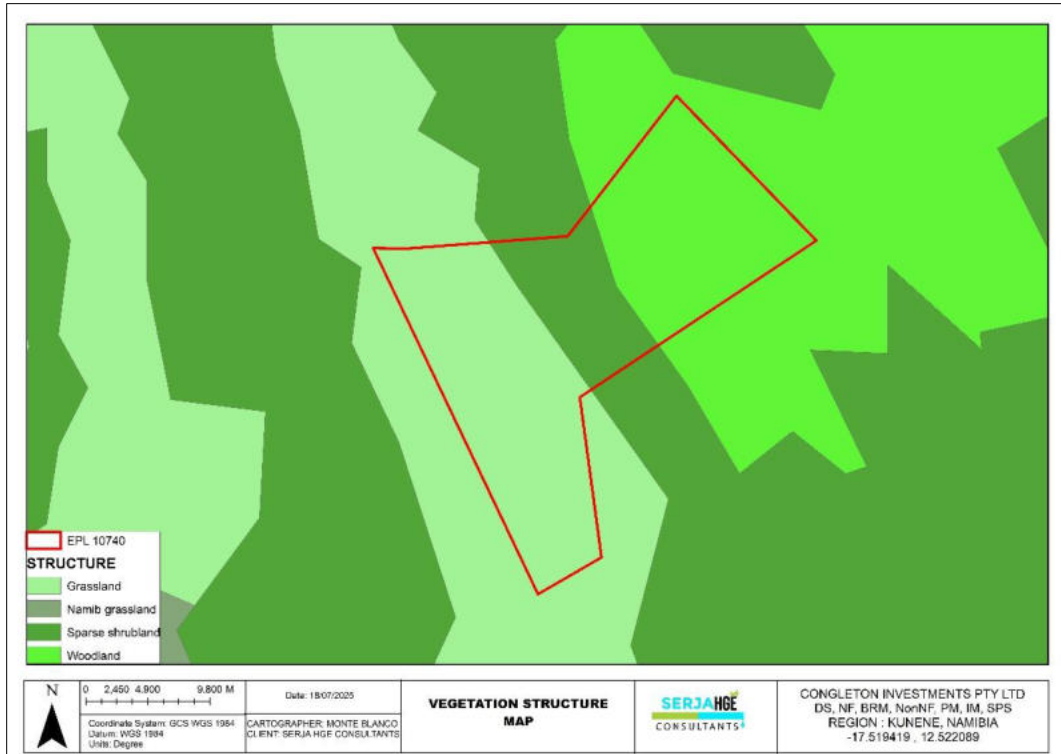 EPL 10740
STRUCTURE
Grassland
Namib grassland
Sparse shrubland
Woodland
N
0 2,450 4,900 9,800 M
Coordinate System: GCS WGS 1984
Datum: WGS 1984
Units: Degree
Date: 18/07/2025
CARTOGRAPHER: MONTE BLANCO
CLIENT: SERJA HGE CONSULTANTS
VEGETATION STRUCTURE
MAP
SERJAHGE
CONSULTANTS
CONGLETON INVESTMENTS PTY LTD
DS, NF, BRM, NonNF, PM, IM, SPS
REGION : KUNENE, NAMIBIA
-17.519419 , 12.522089